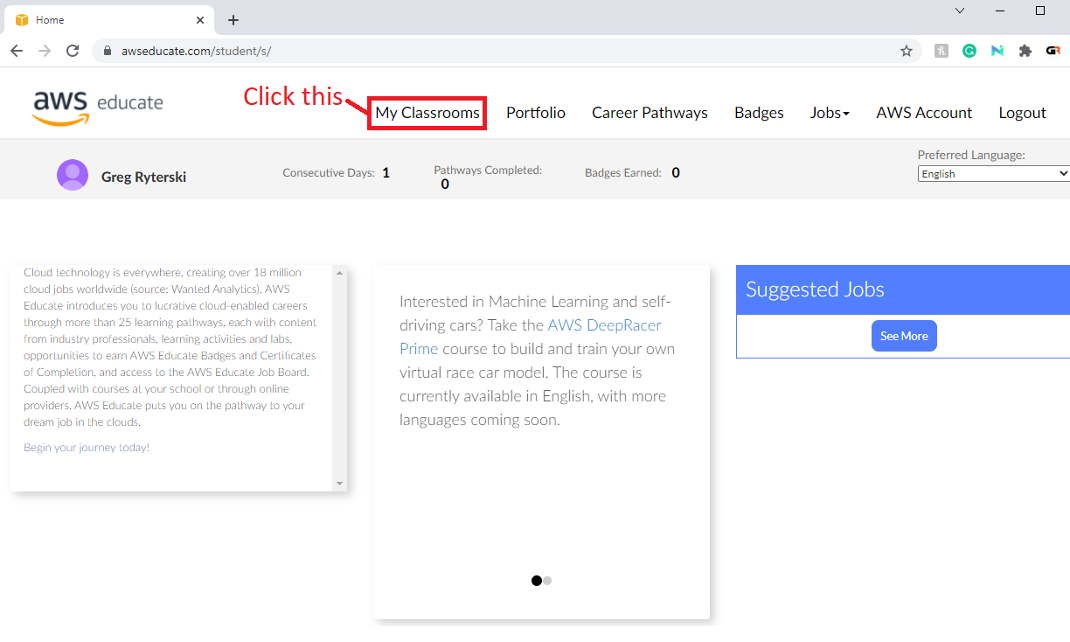 Home
awseducate.com/student/s/
aws educate
Click this
My Classrooms
Portfolio
Career Pathways
Badges
Jobs
AWS Account
Logout
Greg Ryterski
Consecutive Days: 1
Pathways Completed:
0
Badges Earned: 0
Preferred Language:
English
Cloud technology is everywhere, creating over 18 million
cloud jobs worldwide (source: Wanted Analytics). AWS
Educate introduces you to lucrative cloud-enabled careers
through more than 25 learning pathways, each with content
from industry professionals, learning activities and labs,
opportunities to earn AWS Educate Badges and Certificates
of Completion, and access to the AWS Educate Job Board.
Coupled with courses at your school or through online
providers, AWS Educate puts you on the pathway to your
dream job in the clouds.
Begin your journey today!
Interested in Machine Learning and self-
driving cars? Take the AWS DeepRacer
Prime course to build and train your own
virtual race car model. The course is
currently available in English, with more
languages coming soon.
Suggested Jobs
See More